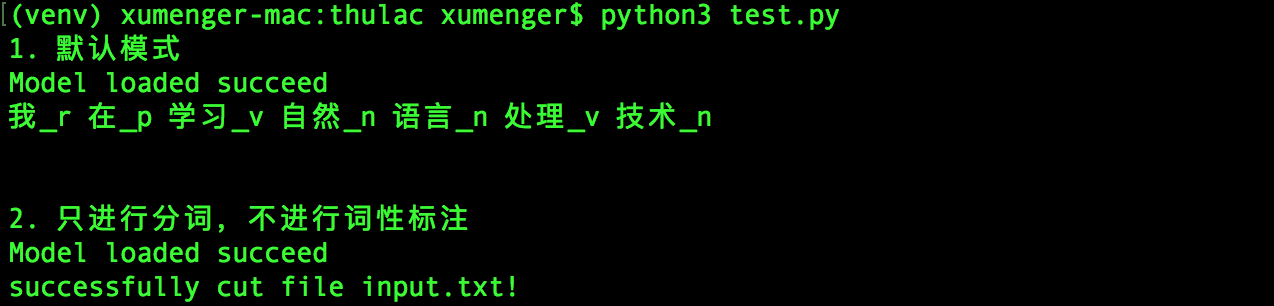 [(venv) xumenger-mac:thulac xumenger$ python3 test.py
1. 默认模式
Model loaded succeed
我_r 在_p 学习_v 自然_n 语言_n 处理_v 技术_n
2. 只进行分词，不进行词性标注
Model loaded succeed
successfully cut file input.txt!